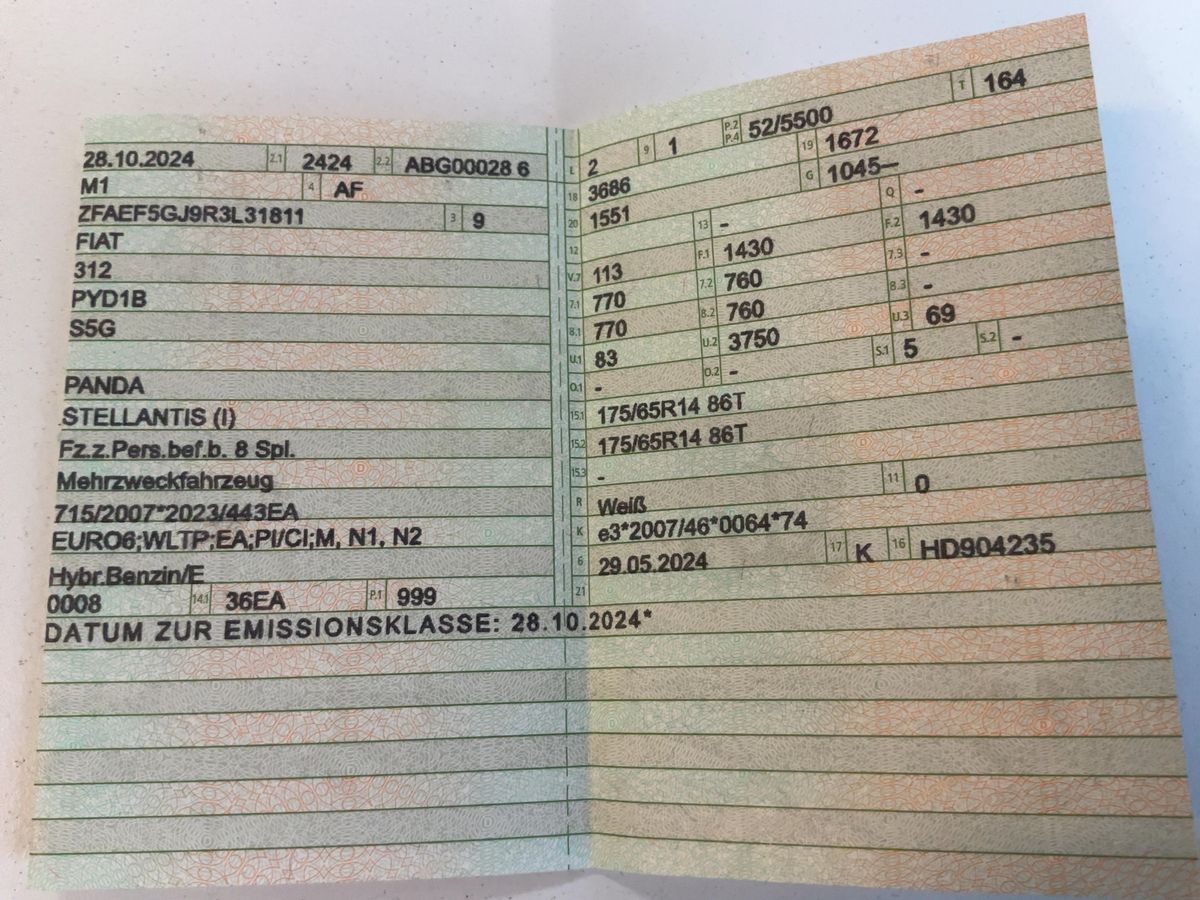 28.10.2024 2.1 2424 2.2 ABG00028 6
M1 4 AF
ZFAEF5GJ9R3L31811 3 9
FIAT
312
PYD1B
S5G
PANDA
STELLANTIS (I)
Fz.z.Pers.bef.b. 8 Spl.
Mehrzweckfahrzeug
715/2007*2023/443EA
EURO6;WLTP;EA;PI/CI;M, N1, N2
Hybr.Benzin/E
0008 14.1 36EA P.1 999
L 2 9 1 P.2 P.4 52/5500 T 164
18 3686 19 1672
20 1551 G 1045–
12 13 - Q -
V.7 113 F.1 1430 F.2 1430
7.1 770 7.2 760 7.3 -
8.1 770 8.2 760 8.3 -
U.1 83 U.2 3750 U.3 69
O.1 - O.2 - S.1 5 S.2 -
15.1 175/65R14 86T
15.2 175/65R14 86T
15.3 -
R Weiß 11 0
K e3*2007/46*0064*74
6 29.05.2024 17 K 16 HD904235
21
DATUM ZUR EMISSIONSKLASSE: 28.10.2024*